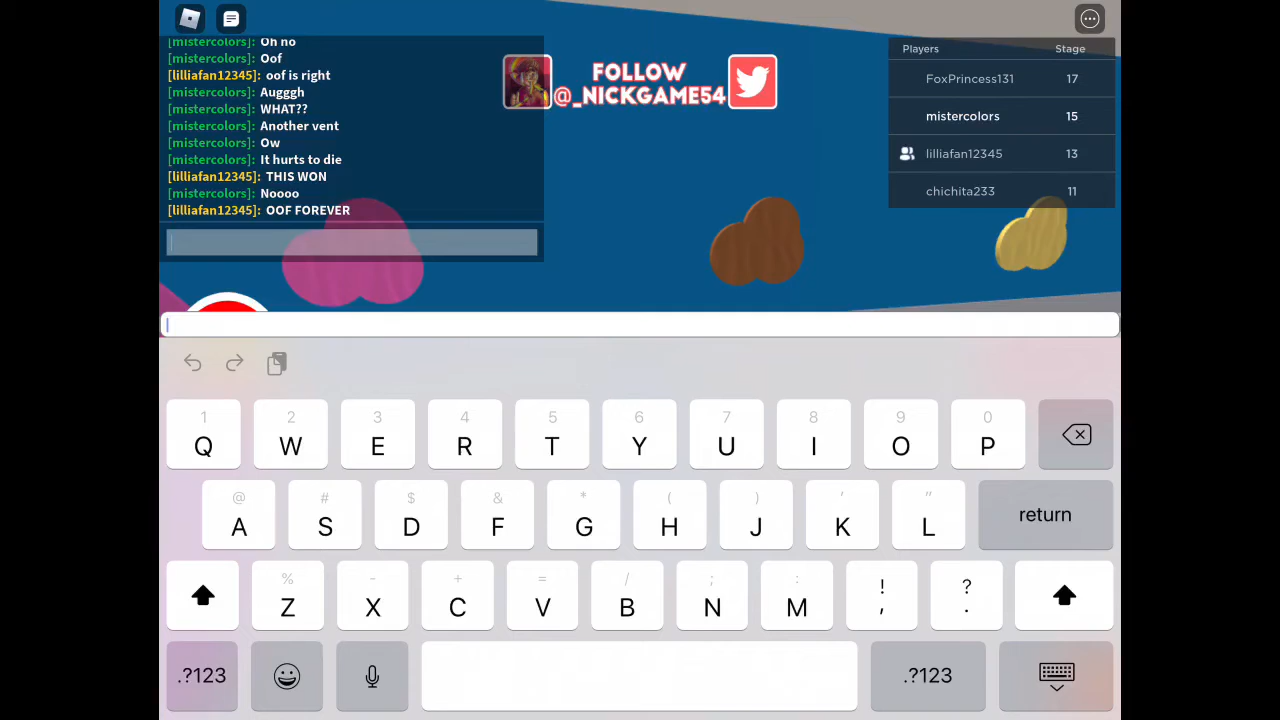 [mistercolors]: Oh no
[mistercolors]: Oof
[lilliafan12345]: oof is right
[mistercolors]: Augggh
[mistercolors]: WHAT??
[mistercolors]: Another vent
[mistercolors]: Ow
[mistercolors]: It hurts to die
[lilliafan12345]: THIS WON
[mistercolors]: Noooo
[lilliafan12345]: OOF FOREVER
FOLLOW
@_NICKGAME54
Players Stage
FoxPrincess131 17
mistercolors 15
lilliafan12345 13
chichita233 11
1 2 3 4 5 6 7 8 9 0
Q W E R T Y U I O P
@ # $ & * ( ) ' "
A S D F G H J K L return
% - + = / ; : ! ?
Z X C V B N M , .
.?123 .?123